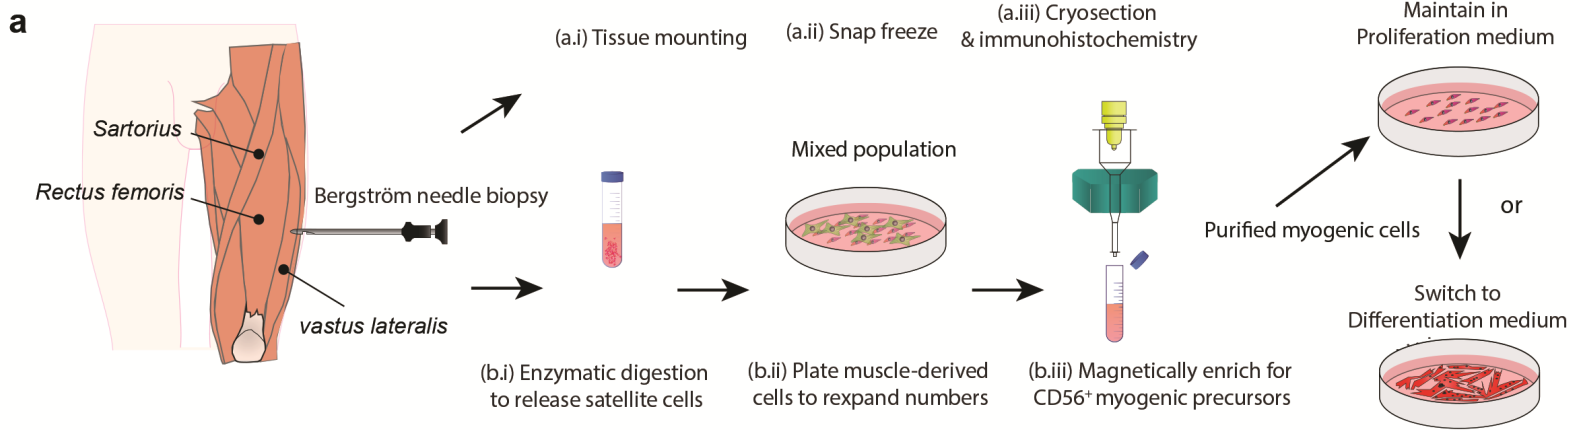 a
Sartorius
Rectus femoris
vastus lateralis
Bergström needle biopsy
(a.i) Tissue mounting
(a.ii) Snap freeze
(a.iii) Cryosection
& immunohistochemistry
(b.i) Enzymatic digestion
to release satellite cells
Mixed population
(b.ii) Plate muscle-derived
cells to rexpand numbers
(b.iii) Magnetically enrich for
CD56⁺ myogenic precursors
Purified myogenic cells
Maintain in
Proliferation medium
or
Switch to
Differentiation medium